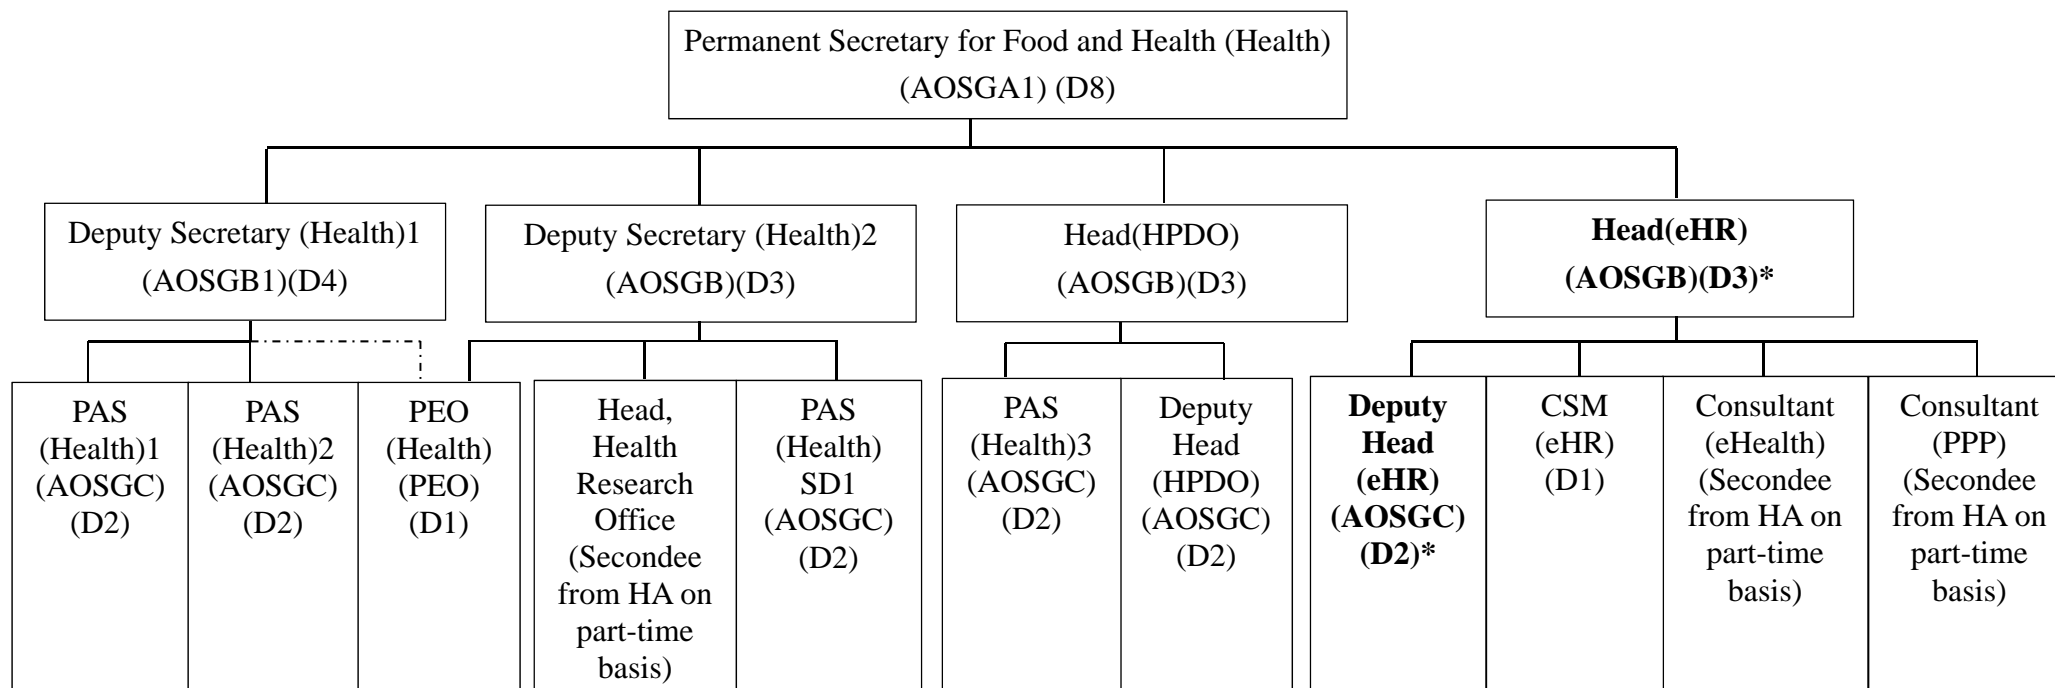 Permanent Secretary for Food and Health (Health)
(AOSGA1) (D8)
Deputy Secretary (Health)1
(AOSGB1)(D4)
Deputy Secretary (Health)2
(AOSGB)(D3)
Head(HPDO)
(AOSGB)(D3)
Head(eHR)
(AOSGB)(D3)*
PAS
(Health)1
(AOSGC)
(D2)
PAS
(Health)2
(AOSGC)
(D2)
PEO
(Health)
(PEO)
(D1)
Head,
Health
Research
Office
(Secondee
from HA on
part-time
basis)
PAS
(Health)
SD1
(AOSGC)
(D2)
PAS
(Health)3
(AOSGC)
(D2)
Deputy
Head
(HPDO)
(AOSGC)
(D2)
Deputy
Head
(eHR)
(AOSGC)
(D2)*
CSM
(eHR)
(D1)
Consultant
(eHealth)
(Secondee
from HA on
part-time
basis)
Consultant
(PPP)
(Secondee
from HA on
part-time
basis)